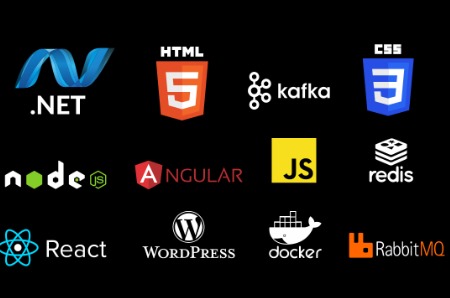 .NET
HTML
5
kafka
CSS
3
node
JS
ANGULAR
JS
redis
React
W
WORDPRESS
docker
RabbitMQ